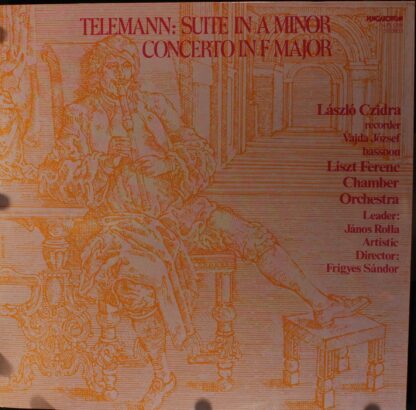 TELEMANN: SUITE IN A MINOR
CONCERTO IN F MAJOR
HUNGAROTON
László Czidra
recorder
Vajda József
bassoon
Liszt Ferenc
Chamber
Orchestra
Leader:
János Rolla
Artistic
Director:
Frigyes Sándor